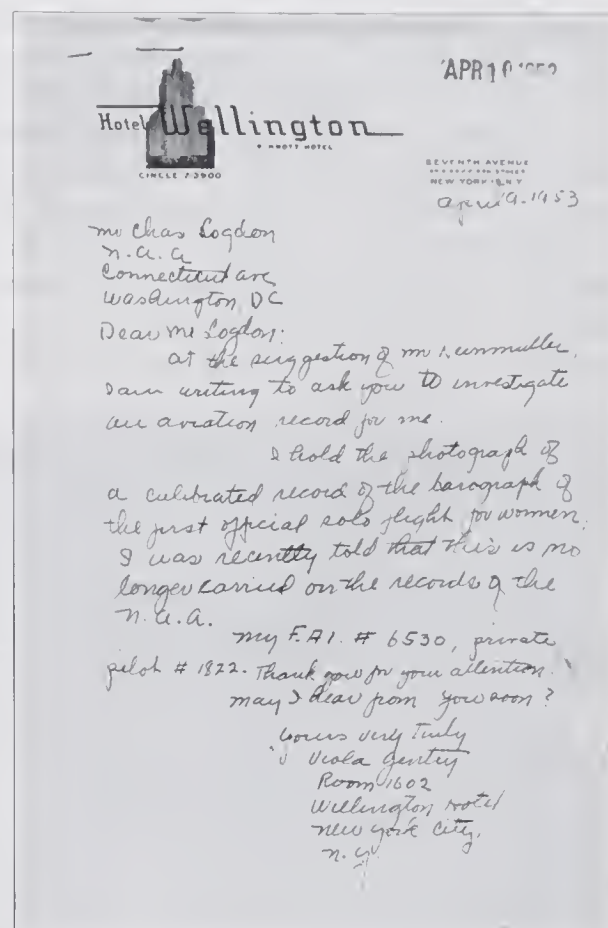 APR 10 1953
Hotel Wellington
A KNOTT HOTEL
CIRCLE 7-3900
SEVENTH AVENUE
NEW YORK 19, N.Y.
April 9-1953
Mr Chas Logdon
N.A.A
Connecticut ave
Washington DC
Dear Mr Logdon:
at the suggestion of Mr
I am writing to ask you to investigate
an aviation record for me.
I hold the photograph of
a calibrated record of the barograph of
the first official solo flight for women.
I was recently told that this is no
longer carried on the records of the
N.A.A.
My F.A.I. # 6530, private
pilot # 1822. Thank you for your attention.
May I hear from you soon?
Yours very Truly
Viola Gentry
Room 1602
Wellington Hotel
New York City.
N.Y.